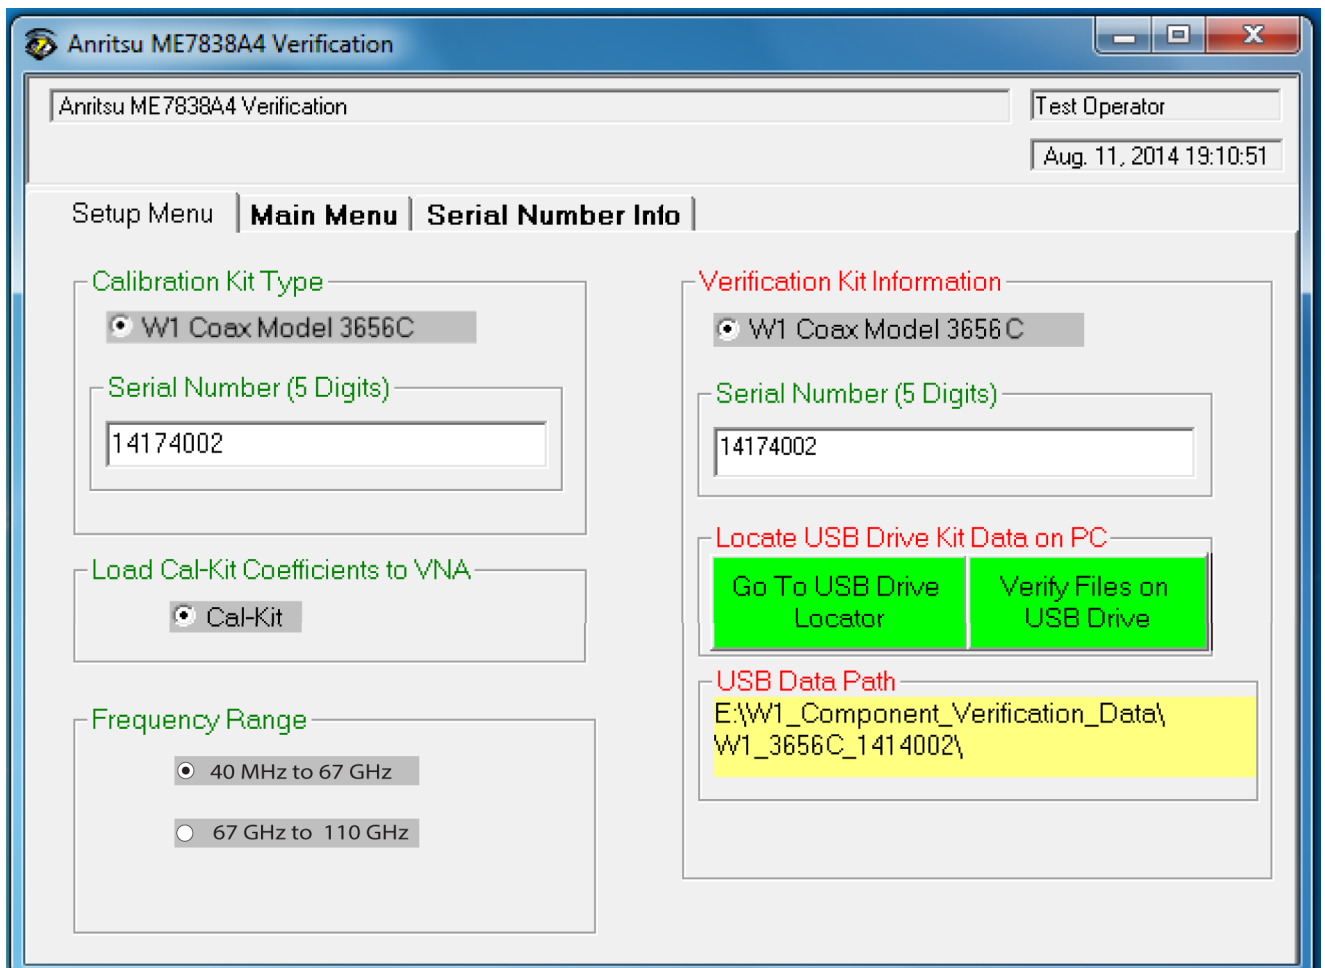 Anritsu ME7838A4 Verification
Anritsu ME7838A4 Verification
Test Operator
Aug. 11, 2014 19:10:51
Setup Menu
Main Menu
Serial Number Info
Calibration Kit Type
W1 Coax Model 3656C
Serial Number (5 Digits)
14174002
Load Cal-Kit Coefficients to VNA
Cal-Kit
Frequency Range
40 MHz to 67 GHz
67 GHz to 110 GHz
Verification Kit Information
W1 Coax Model 3656C
Serial Number (5 Digits)
14174002
Locate USB Drive Kit Data on PC
Go To USB Drive
Locator
Verify Files on
USB Drive
USB Data Path
E:\W1_Component_Verification_Data\
W1_3656C_1414002\